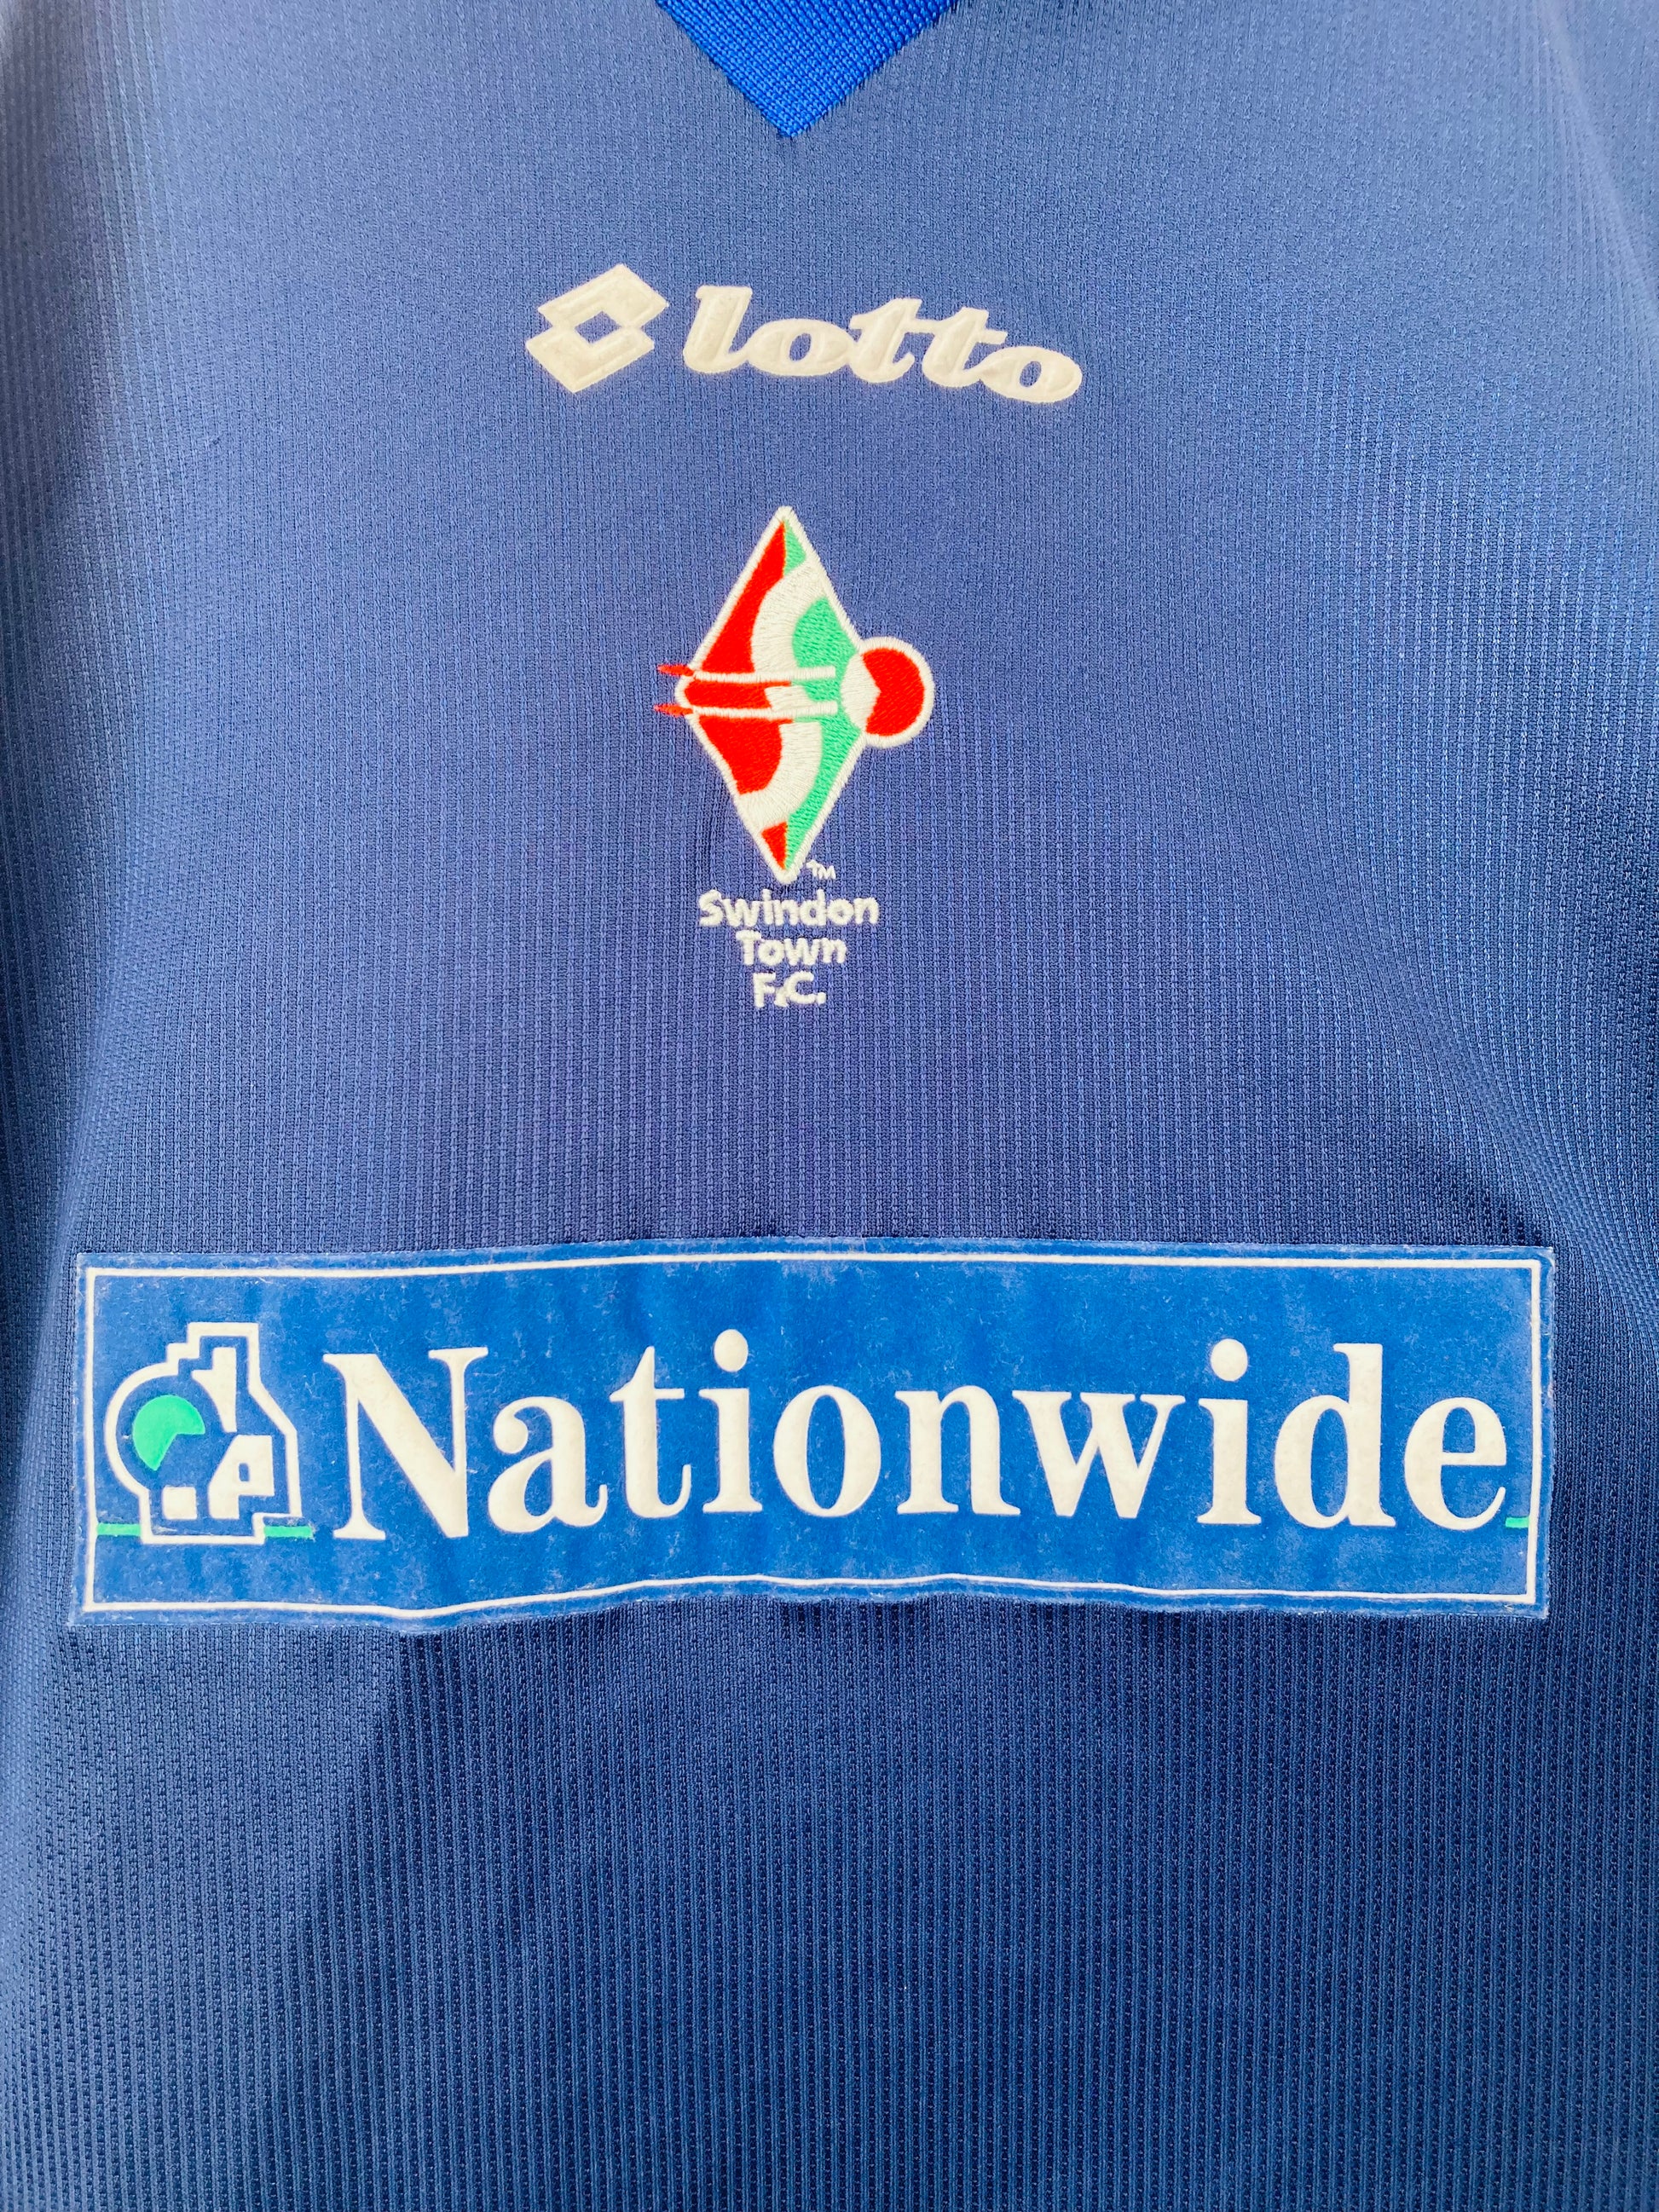 lotto
TM
Swindon
Town
F.C.
Nationwide